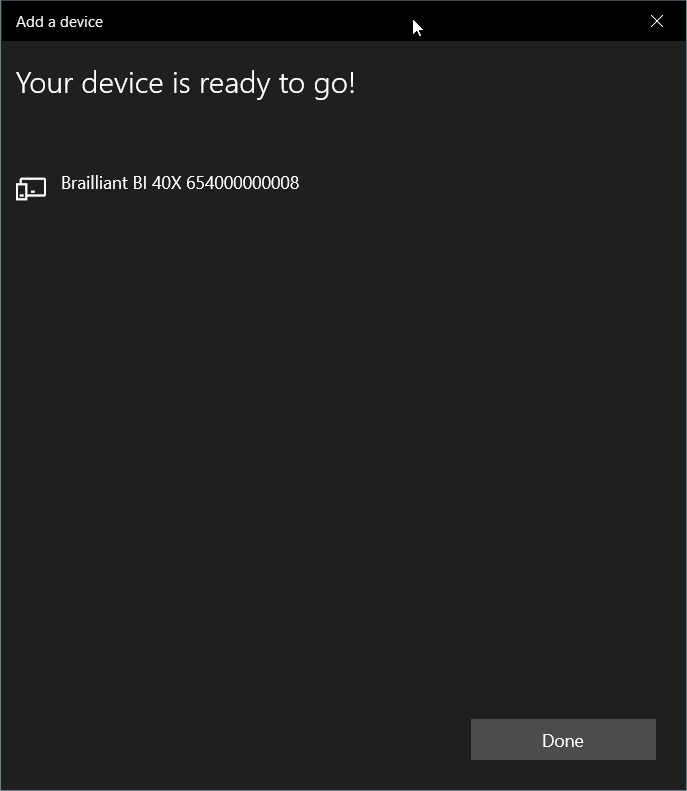 Add a device
Your device is ready to go!
Brailliant BI 40X 654000000008
Done